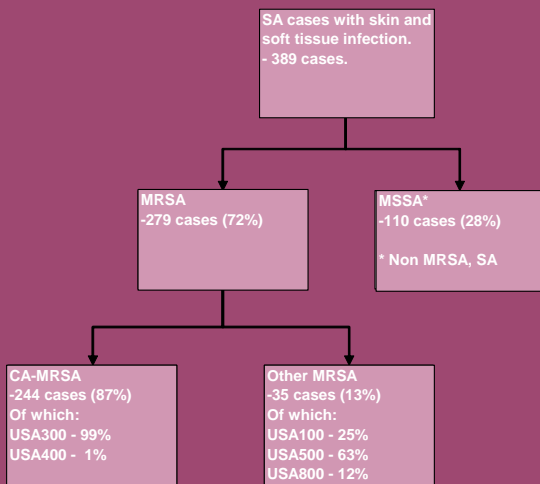 SA cases with skin and
soft tissue infection.
- 389 cases.
MRSA
-279 cases (72%)
MSSA*
-110 cases (28%)
* Non MRSA, SA
CA-MRSA
-244 cases (87%)
Of which:
USA300 - 99%
USA400 - 1%
Other MRSA
-35 cases (13%)
Of which:
USA100 - 25%
USA500 - 63%
USA800 - 12%